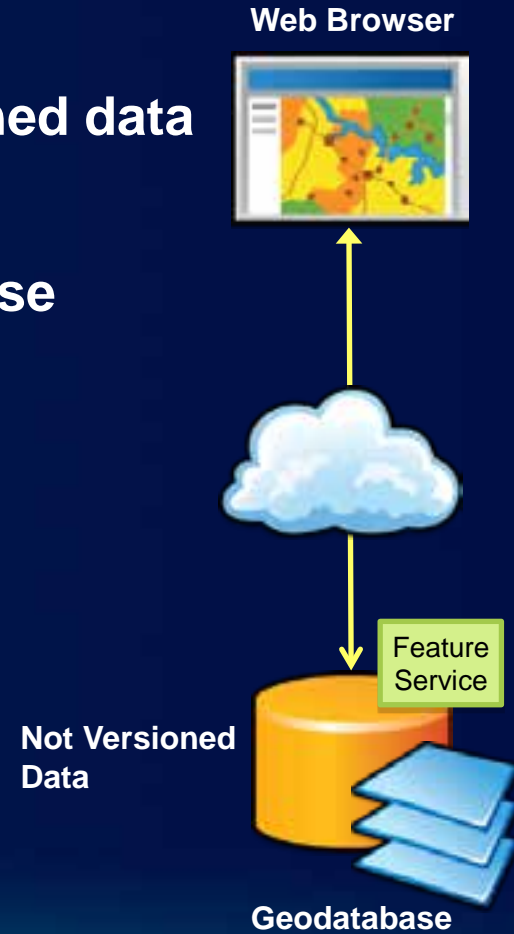 Web Browser
ned data
se
Feature
Service
Not Versioned
Data
Geodatabase